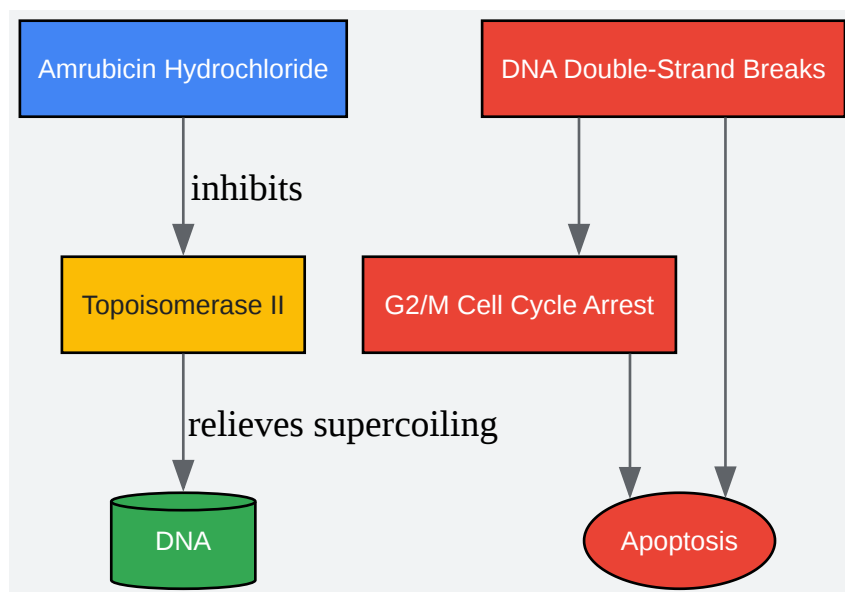 Amrubicin Hydrochloride
DNA Double-Strand Breaks
inhibits
Topoisomerase II
G2/M Cell Cycle Arrest
relieves supercoiling
DNA
Apoptosis